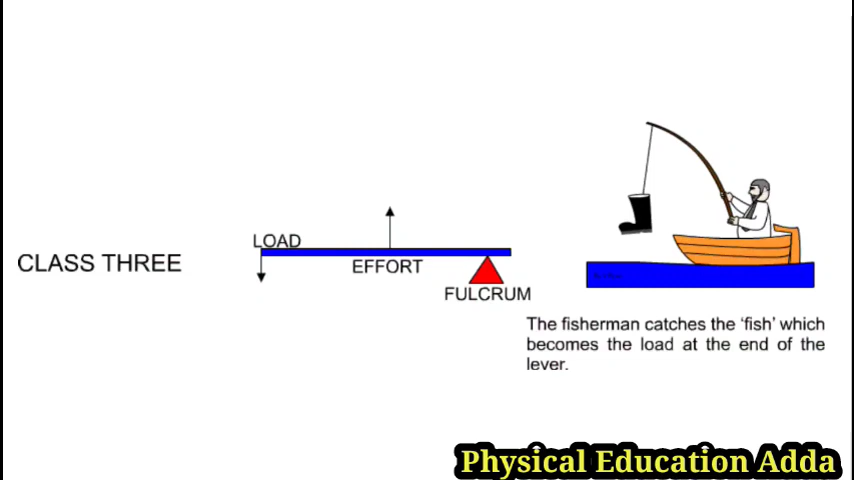 LOAD
CLASS THREE
EFFORT
FULCRUM
The fisherman catches the ‘fish’ which
becomes the load at the end of the
lever.
Physical Education Adda